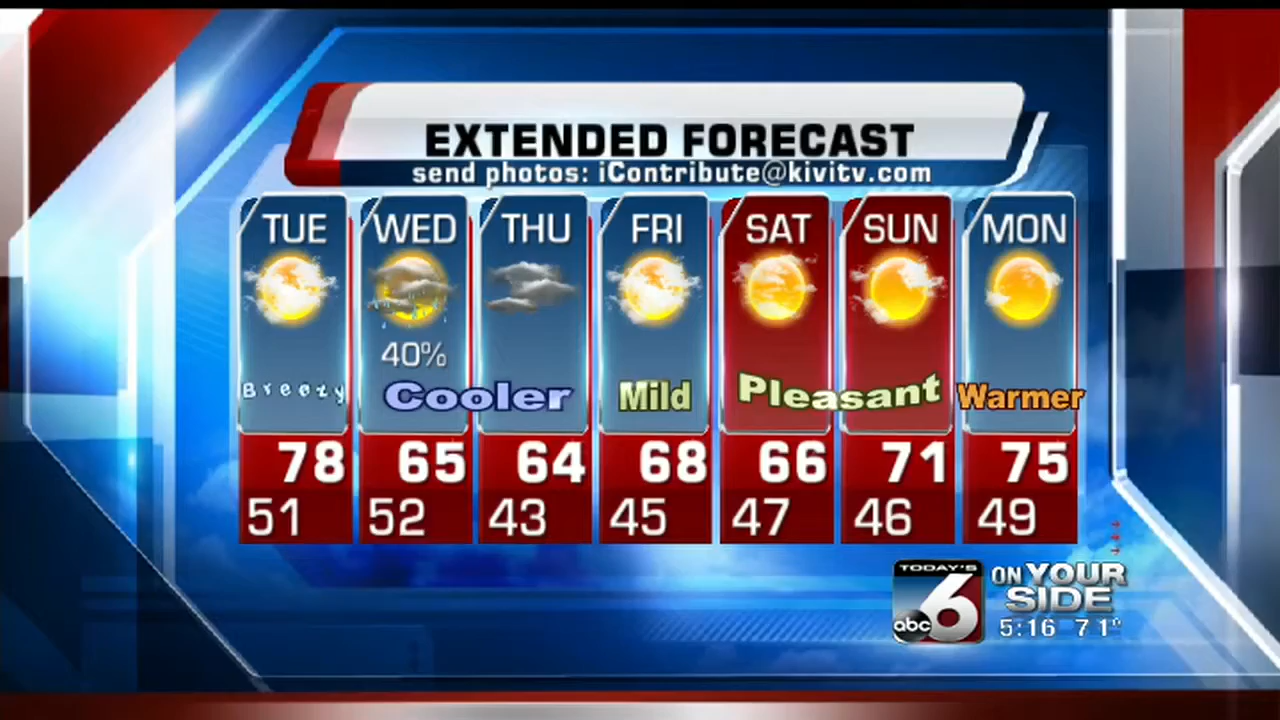 EXTENDED FORECAST
send photos: iContribute@kivitv.com
TUE WED THU FRI SAT SUN MON
40%
Breezy Cooler Mild Pleasant Warmer
78 65 64 68 66 71 75
51 52 43 45 47 46 49
TODAY'S
abc 6
ON YOUR
SIDE
5:16 71°